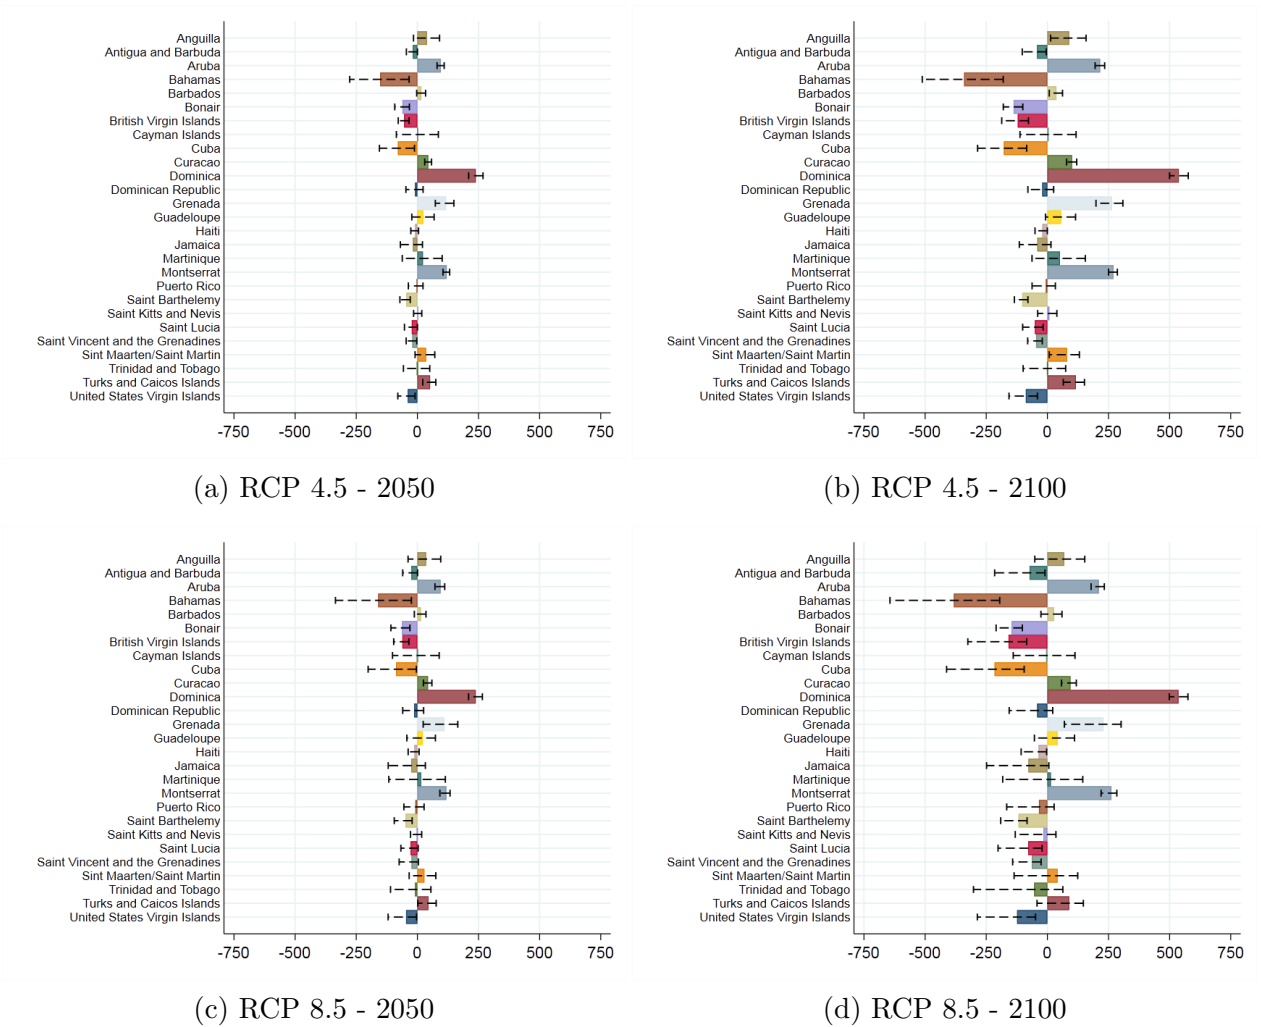 Anguilla
Antigua and Barbuda
Aruba
Bahamas
Barbados
Bonair
British Virgin Islands
Cayman Islands
Cuba
Curacao
Dominica
Dominican Republic
Grenada
Guadeloupe
Haiti
Jamaica
Martinique
Montserrat
Puerto Rico
Saint Barthelemy
Saint Kitts and Nevis
Saint Lucia
Saint Vincent and the Grenadines
Sint Maarten/Saint Martin
Trinidad and Tobago
Turks and Caicos Islands
United States Virgin Islands
-750 -500 -250 0 250 500 750
(a) RCP 4.5 - 2050
Anguilla
Antigua and Barbuda
Aruba
Bahamas
Barbados
Bonair
British Virgin Islands
Cayman Islands
Cuba
Curacao
Dominica
Dominican Republic
Grenada
Guadeloupe
Haiti
Jamaica
Martinique
Montserrat
Puerto Rico
Saint Barthelemy
Saint Kitts and Nevis
Saint Lucia
Saint Vincent and the Grenadines
Sint Maarten/Saint Martin
Trinidad and Tobago
Turks and Caicos Islands
United States Virgin Islands
-750 -500 -250 0 250 500 750
(b) RCP 4.5 - 2100
Anguilla
Antigua and Barbuda
Aruba
Bahamas
Barbados
Bonair
British Virgin Islands
Cayman Islands
Cuba
Curacao
Dominica
Dominican Republic
Grenada
Guadeloupe
Haiti
Jamaica
Martinique
Montserrat
Puerto Rico
Saint Barthelemy
Saint Kitts and Nevis
Saint Lucia
Saint Vincent and the Grenadines
Sint Maarten/Saint Martin
Trinidad and Tobago
Turks and Caicos Islands
United States Virgin Islands
-750 -500 -250 0 250 500 750
(c) RCP 8.5 - 2050
Anguilla
Antigua and Barbuda
Aruba
Bahamas
Barbados
Bonair
British Virgin Islands
Cayman Islands
Cuba
Curacao
Dominica
Dominican Republic
Grenada
Guadeloupe
Haiti
Jamaica
Martinique
Montserrat
Puerto Rico
Saint Barthelemy
Saint Kitts and Nevis
Saint Lucia
Saint Vincent and the Grenadines
Sint Maarten/Saint Martin
Trinidad and Tobago
Turks and Caicos Islands
United States Virgin Islands
-750 -500 -250 0 250 500 750
(d) RCP 8.5 - 2100